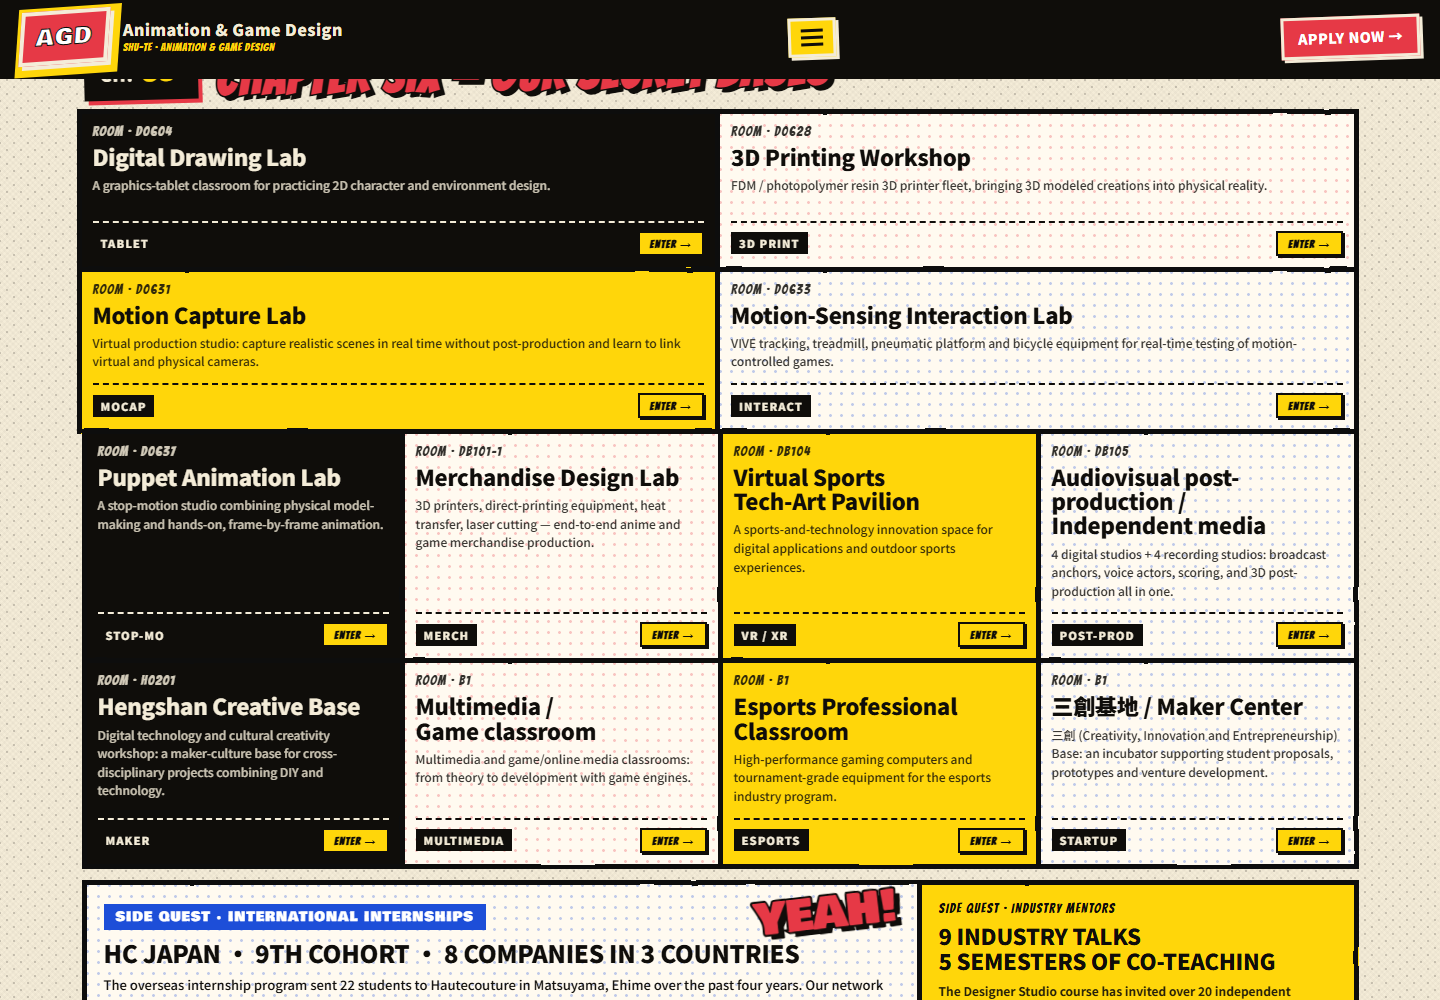 AGD
Animation & Game Design
SHU-TE · ANIMATION & GAME DESIGN
APPLY NOW →
CHAPTER SIX — OUR SECRET BASES
ROOM · D0604
Digital Drawing Lab
A graphics-tablet classroom for practicing 2D character and environment design.
TABLET
ENTER →
ROOM · D0628
3D Printing Workshop
FDM / photopolymer resin 3D printer fleet, bringing 3D modeled creations into physical reality.
3D PRINT
ENTER →
ROOM · D0631
Motion Capture Lab
Virtual production studio: capture realistic scenes in real time without post-production and learn to link
virtual and physical cameras.
MOCAP
ENTER →
ROOM · D0633
Motion-Sensing Interaction Lab
VIVE tracking, treadmill, pneumatic platform and bicycle equipment for real-time testing of motion-
controlled games.
INTERACT
ENTER →
ROOM · D0637
Puppet Animation Lab
A stop-motion studio combining physical model-
making and hands-on, frame-by-frame animation.
STOP-MO
ENTER →
ROOM · DB101-1
Merchandise Design Lab
3D printers, direct-printing equipment, heat
transfer, laser cutting — end-to-end anime and
game merchandise production.
MERCH
ENTER →
ROOM · DB104
Virtual Sports
Tech-Art Pavilion
A sports-and-technology innovation space for
digital applications and outdoor sports
experiences.
VR / XR
ENTER →
ROOM · DB105
Audiovisual post-
production /
Independent media
4 digital studios + 4 recording studios: broadcast
anchors, voice actors, scoring, and 3D post-
production all in one.
POST-PROD
ENTER →
ROOM · H0201
Hengshan Creative Base
Digital technology and cultural creativity
workshop: a maker-culture base for cross-
disciplinary projects combining DIY and
technology.
MAKER
ENTER →
ROOM · B1
Multimedia /
Game classroom
Multimedia and game/online media classrooms:
from theory to development with game engines.
MULTIMEDIA
ENTER →
ROOM · B1
Esports Professional
Classroom
High-performance gaming computers and
tournament-grade equipment for the esports
industry program.
ESPORTS
ENTER →
ROOM · B1
三創基地 / Maker Center
三創 (Creativity, Innovation and Entrepreneurship)
Base: an incubator supporting student proposals,
prototypes and venture development.
STARTUP
ENTER →
SIDE QUEST · INTERNATIONAL INTERNSHIPS
YEAH!
HC JAPAN • 9TH COHORT • 8 COMPANIES IN 3 COUNTRIES
The overseas internship program sent 22 students to Hautecouture in Matsuyama, Ehime over the past four years. Our network
SIDE QUEST · INDUSTRY MENTORS
9 INDUSTRY TALKS
5 SEMESTERS OF CO-TEACHING
The Designer Studio course has invited over 20 independent